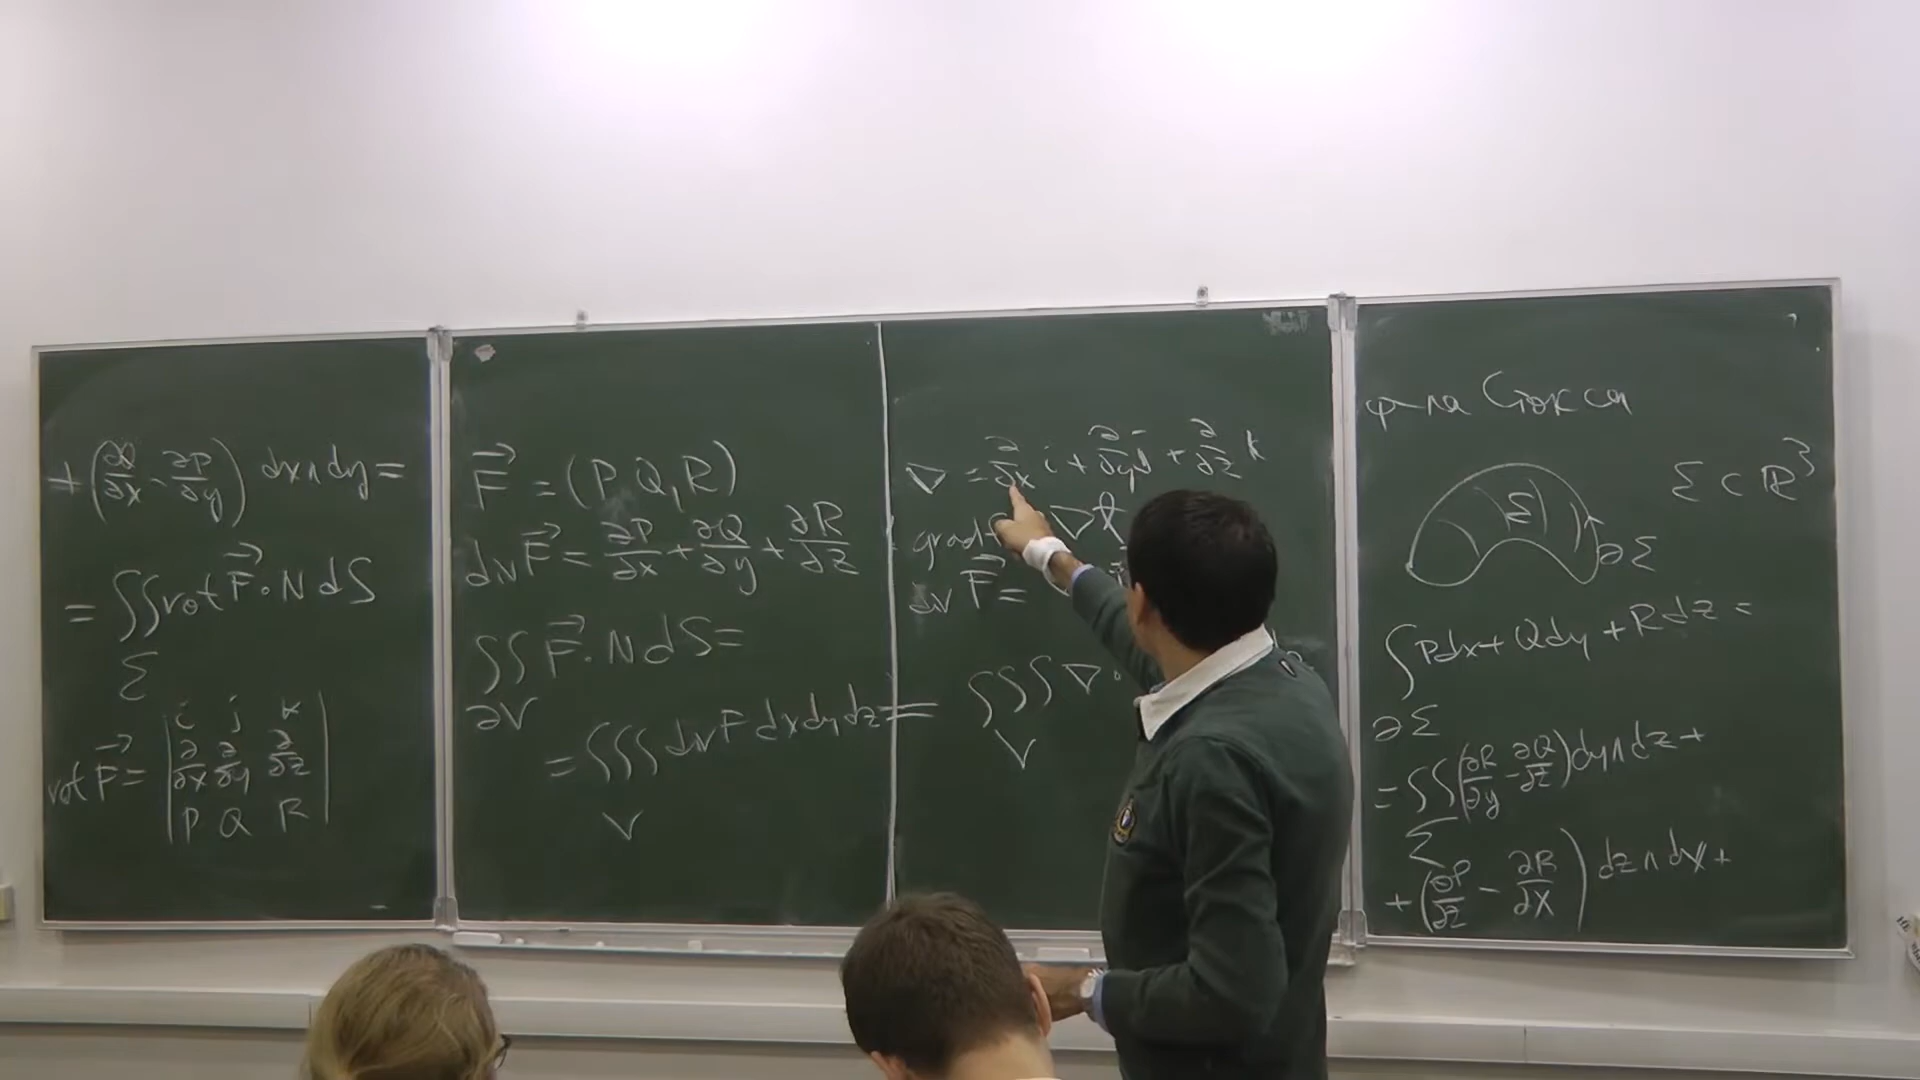 + (∂Q/∂x - ∂P/∂y) dx∧dy =
= ∬ rot F⃗ · N dS
Σ
rot F⃗ = | i j k
∂/∂x ∂/∂y ∂/∂z
P Q R |
F⃗ = (P, Q, R)
div F⃗ = ∂P/∂x + ∂Q/∂y + ∂R/∂z
∬ F⃗ · N dS =
∂V
= ∭ div F dx dy dz =
V
∇ = ∂/∂x i + ∂/∂y j + ∂/∂z k
grad f ∇f
div F⃗ =
∭ ∇ ·
V
ф-ла Стокса
Σ ⊂ ℝ³
Σ
∂Σ
∫ Pdx + Qdy + Rdz =
∂Σ
= ∬ (∂R/∂y - ∂Q/∂z) dy∧dz +
Σ
+ (∂P/∂z - ∂R/∂x) dz∧dx +